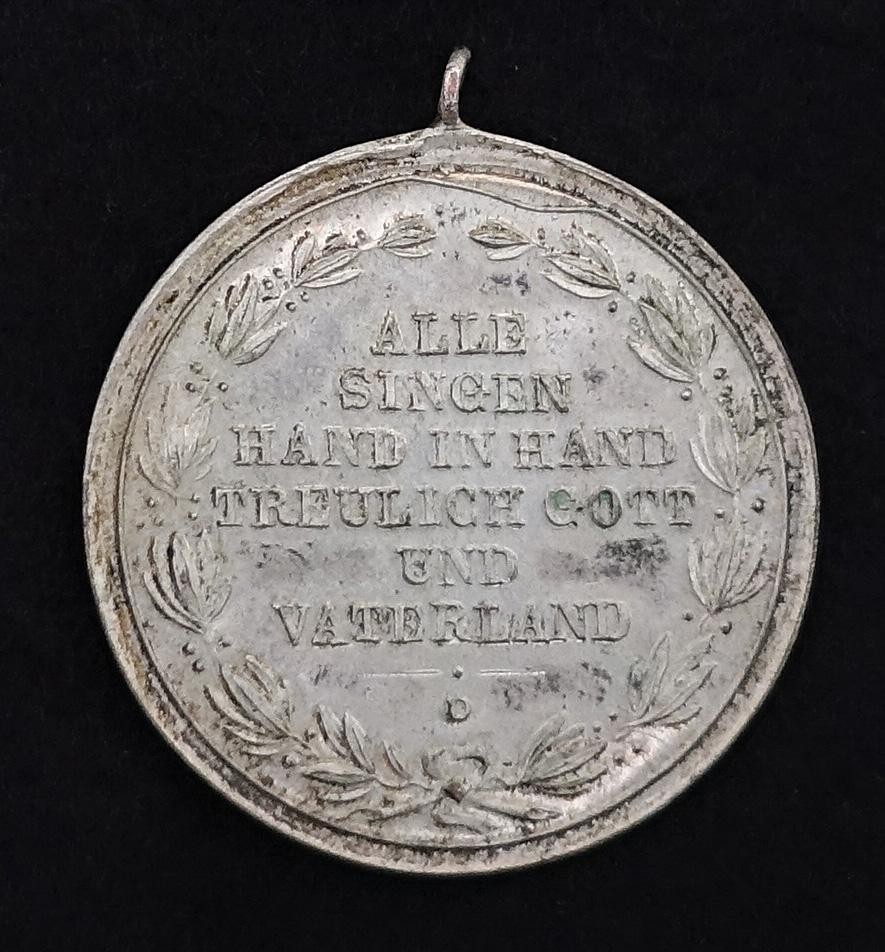 ALLE
SINGEN
HAND IN HAND
TREULICH GOTT
UND
VATERLAND
D